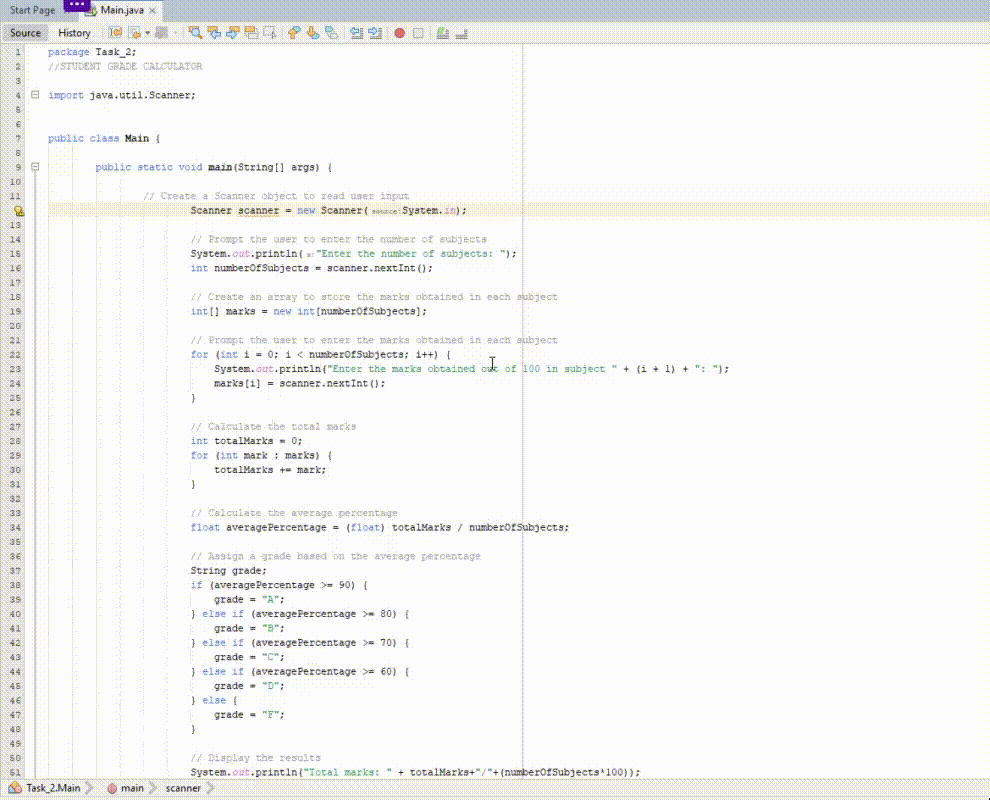 Start Page Main.java ×
Source History
1 package Task_2;
2 //STUDENT GRADE CALCULATOR
3
4 import java.util.Scanner;
5
6
7 public class Main {
8
9 public static void main(String[] args) {
10
11 // Create a Scanner object to read user input
Scanner scanner = new Scanner( source: System.in);
13
14 // Prompt the user to enter the number of subjects
15 System.out.println( x: "Enter the number of subjects: ");
16 int numberOfSubjects = scanner.nextInt();
17
18 // Create an array to store the marks obtained in each subject
19 int[] marks = new int[numberOfSubjects];
20
21 // Prompt the user to enter the marks obtained in each subject
22 for (int i = 0; i < numberOfSubjects; i++) {
23 System.out.println("Enter the marks obtained out of 100 in subject " + (i + 1) + ": ");
24 marks[i] = scanner.nextInt();
25 }
26
27 // Calculate the total marks
28 int totalMarks = 0;
29 for (int mark : marks) {
30 totalMarks += mark;
31 }
32
33 // Calculate the average percentage
34 float averagePercentage = (float) totalMarks / numberOfSubjects;
35
36 // Assign a grade based on the average percentage
37 String grade;
38 if (averagePercentage >= 90) {
39 grade = "A";
40 } else if (averagePercentage >= 80) {
41 grade = "B";
42 } else if (averagePercentage >= 70) {
43 grade = "C";
44 } else if (averagePercentage >= 60) {
45 grade = "D";
46 } else {
47 grade = "F";
48 }
49
50 // Display the results
51 System.out.println("Total marks: " + totalMarks+"/"+(numberOfSubjects*100));
Task_2.Main main scanner